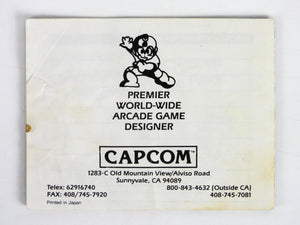 PREMIER
WORLD-WIDE
ARCADE GAME
DESIGNER
CAPCOM™
1283-C Old Mountain View/Alviso Road
Sunnyvale, CA 94089
Telex: 62916740 800-843-4632 (Outside CA)
FAX: 408/745-7920 408-745-7081
Printed in Japan